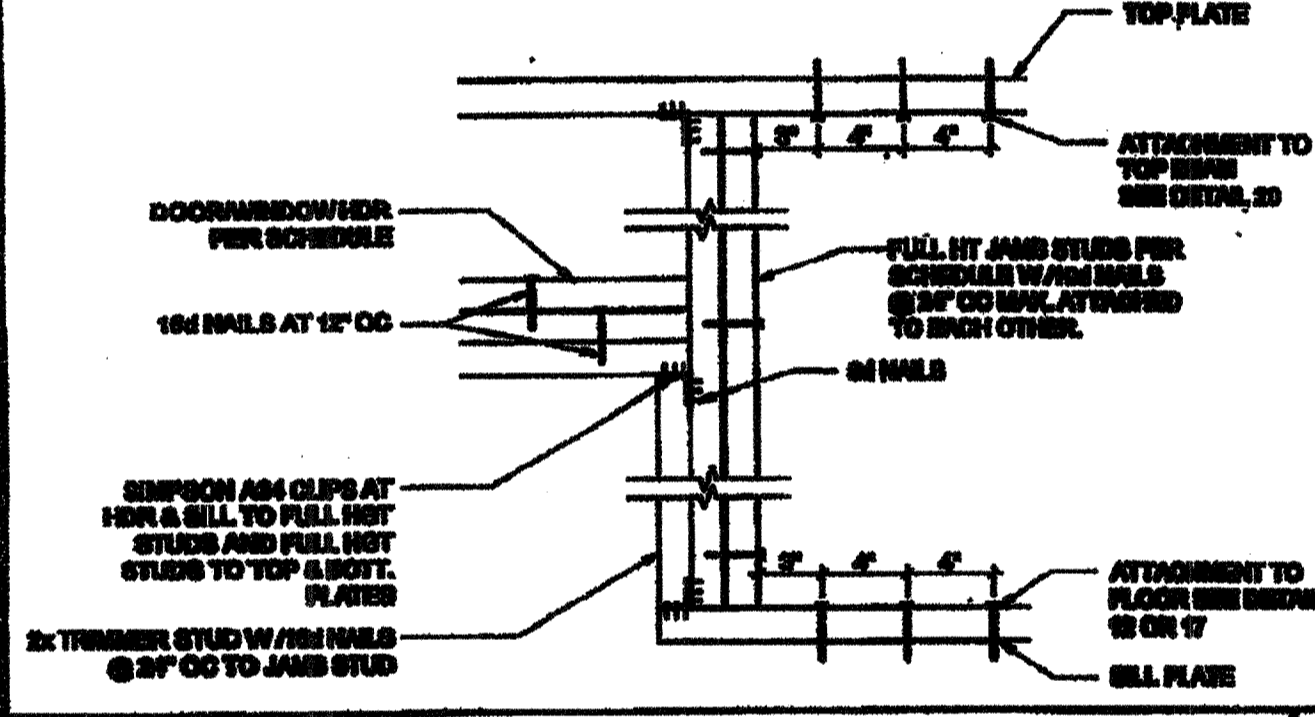 TOP PLATE
3" 4" 4"
ATTACHMENT TO
TOP BEAM
SEE DETAIL 20
DOOR/WINDOW HDR
PER SCHEDULE
FULL HT JAMB STUDS PER
SCHEDULE W/16d NAILS
@ 24" OC MAX. ATTACHED
TO EACH OTHER.
16d NAILS AT 12" OC
8d NAILS
SIMPSON A34 CLIPS AT
HDR & SILL TO FULL HGT
STUDS AND FULL HGT
STUDS TO TOP & BOTT.
PLATES
3" 4" 4"
ATTACHMENT TO
FLOOR SEE DETAIL
OR 17
2x TRIMMER STUD W/16d NAILS
@ 24" OC TO JAMB STUD
SILL PLATE